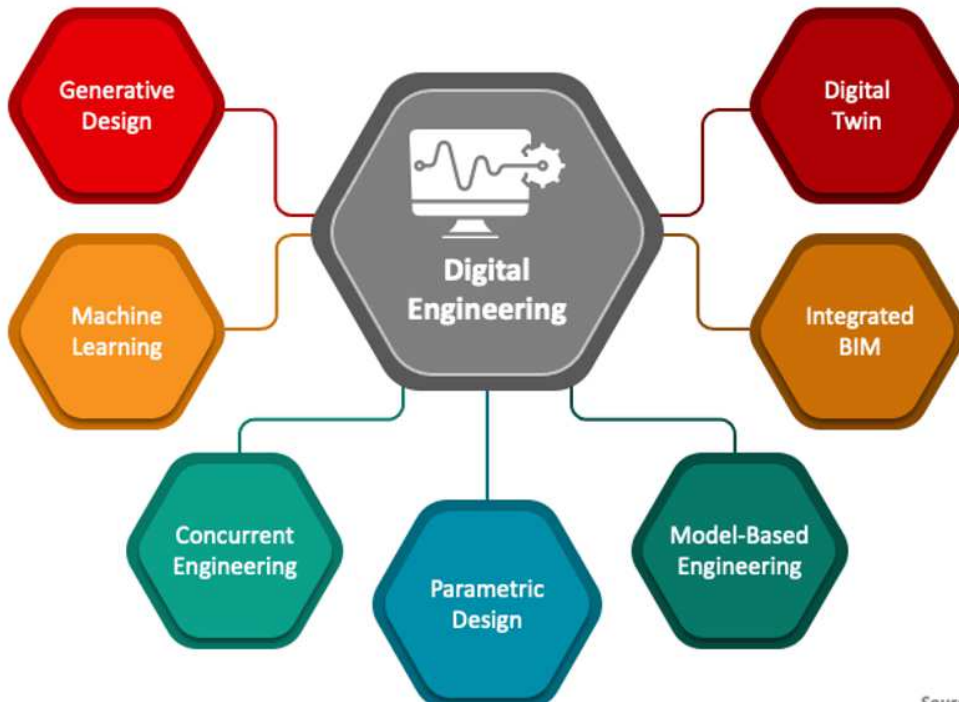 Generative
Design
Digital
Twin
Digital
Engineering
Machine
Learning
Integrated
BIM
Concurrent
Engineering
Parametric
Design
Model-Based
Engineering